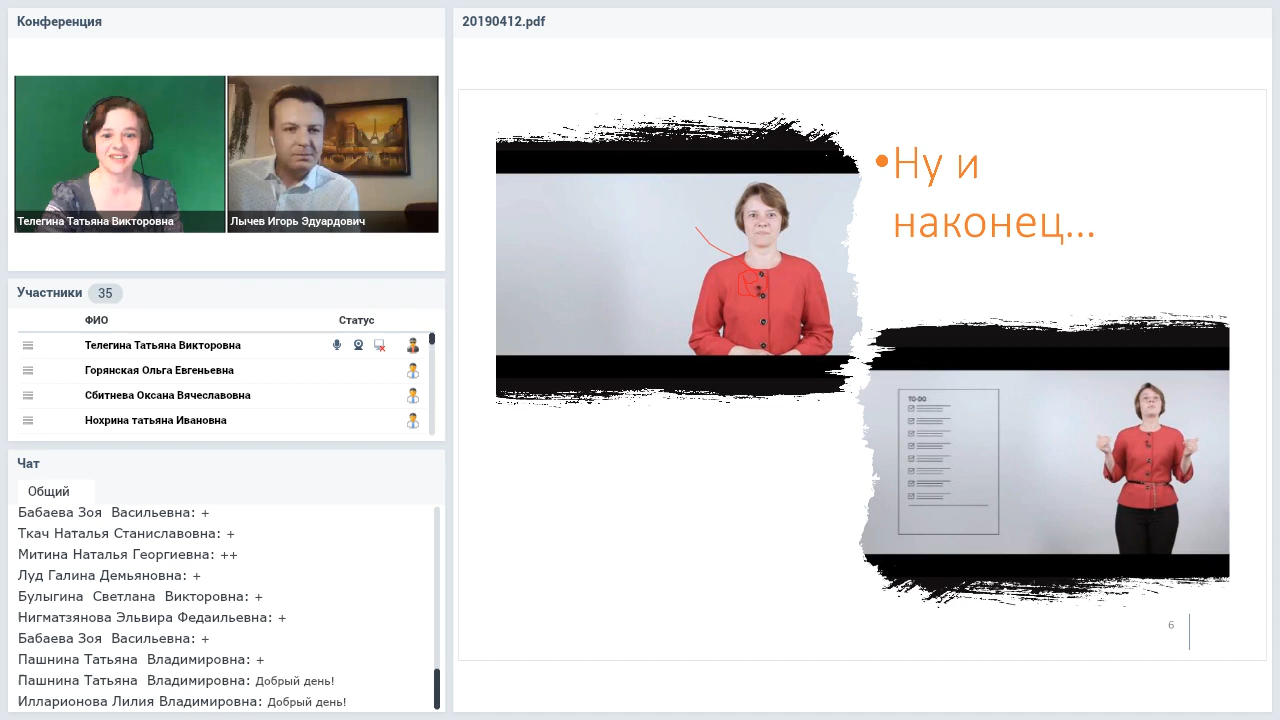 Конференция
Телегина Татьяна Викторовна
Лычев Игорь Эдуардович
Участники 35
ФИО Статус
Телегина Татьяна Викторовна
Горянская Ольга Евгеньевна
Сбитнева Оксана Вячеславовна
Нохрина татьяна Ивановна
Чат
Общий
Бабаева Зоя Васильевна: +
Ткач Наталья Станиславовна: +
Митина Наталья Георгиевна: ++
Луд Галина Демьяновна: +
Булыгина Светлана Викторовна: +
Нигматзянова Эльвира Федаильевна: +
Бабаева Зоя Васильевна: +
Пашнина Татьяна Владимировна: +
Пашнина Татьяна Владимировна: Добрый день!
Илларионова Лилия Владимировна: Добрый день!
20190412.pdf
•Ну и
наконец...
TO-DO
6